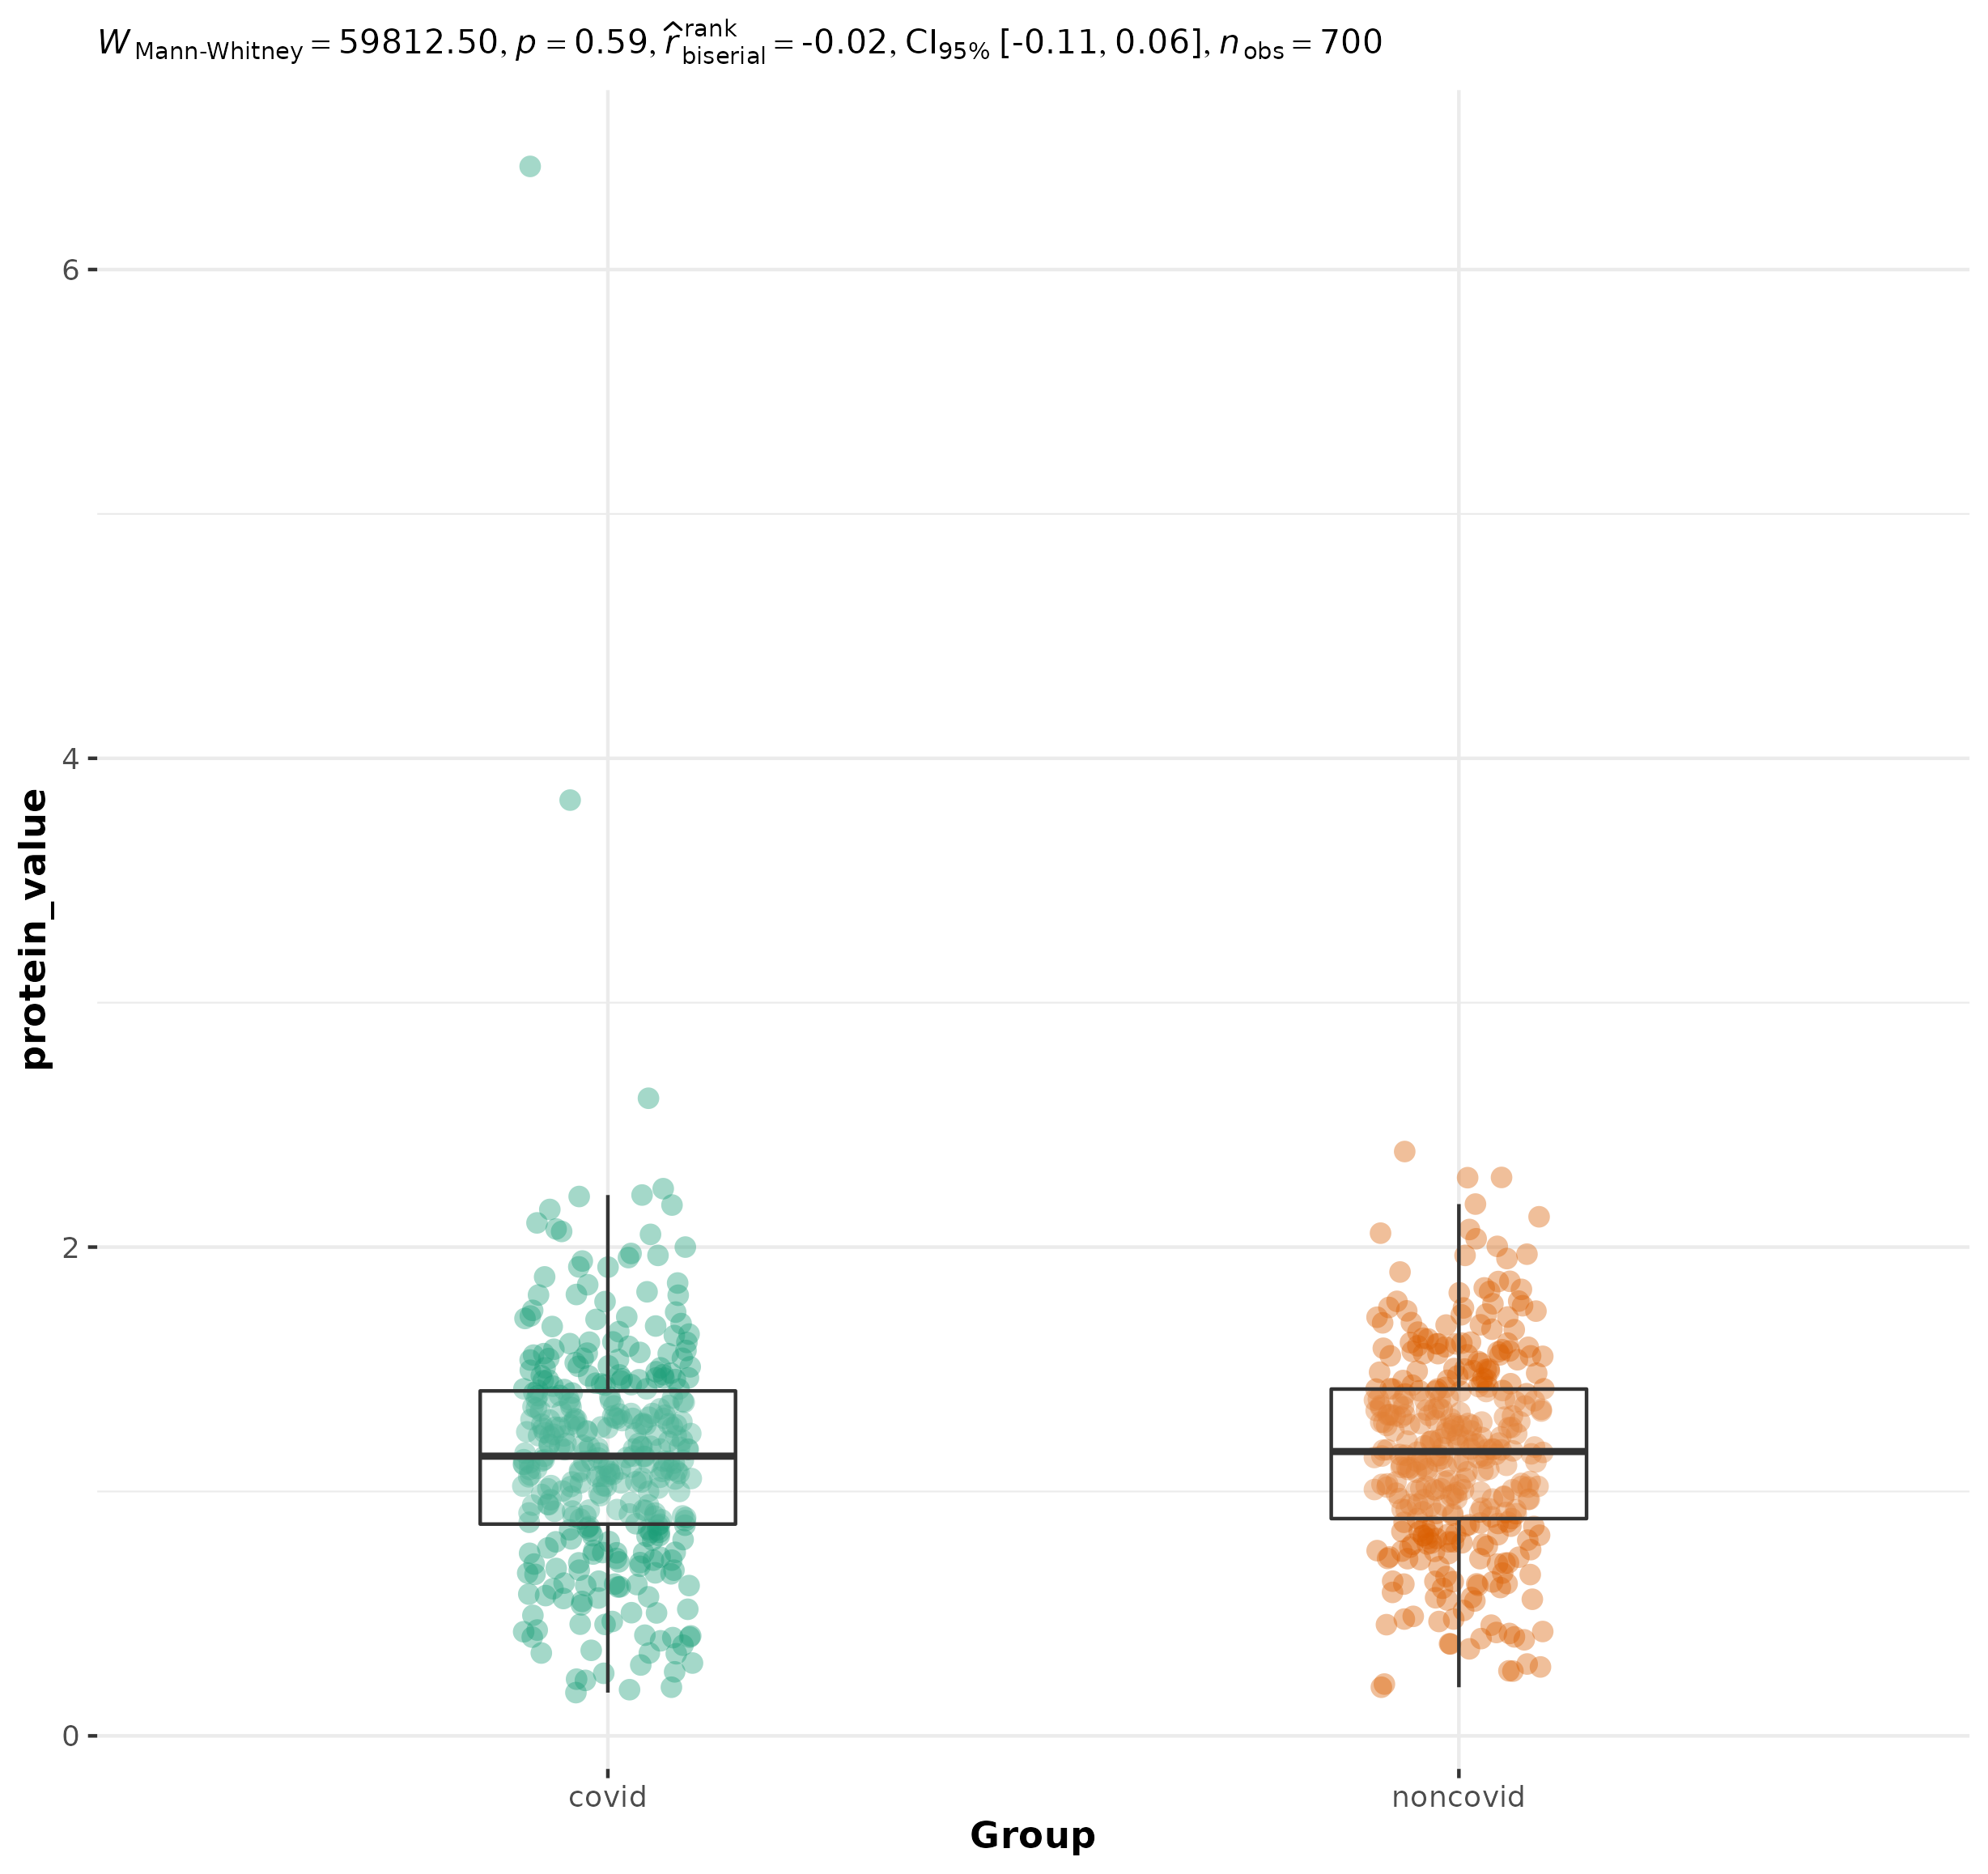 W Mann-Whitney = 59812.50, p = 0.59, r̂ rank biserial = -0.02, CI95% [-0.11, 0.06], n obs = 700
6
4
2
0
protein_value
covid noncovid
Group